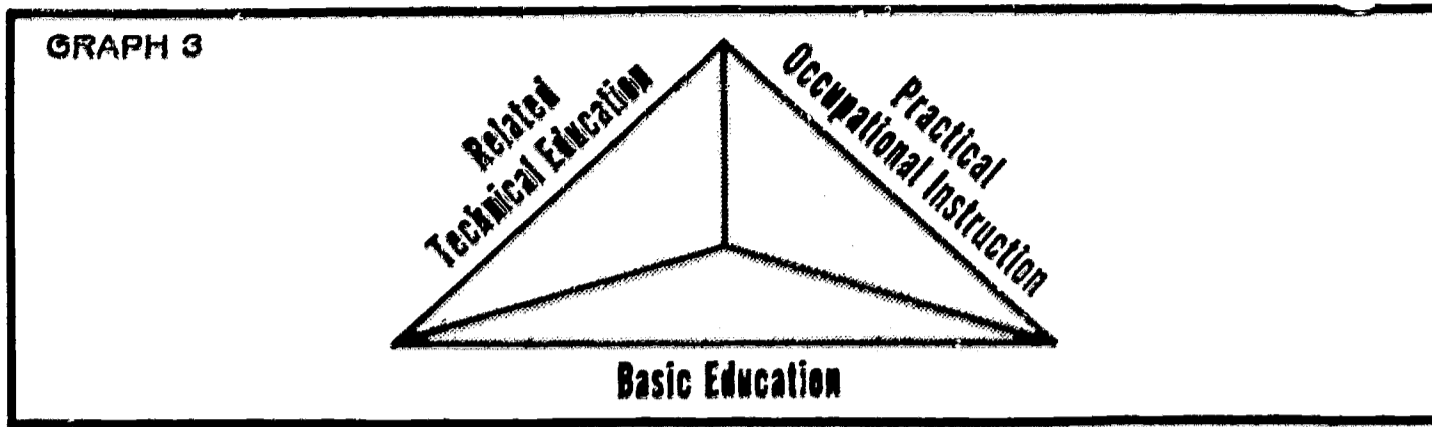 GRAPH 3
Related
Technical Education
Practical
Occupational Instruction
Basic Education